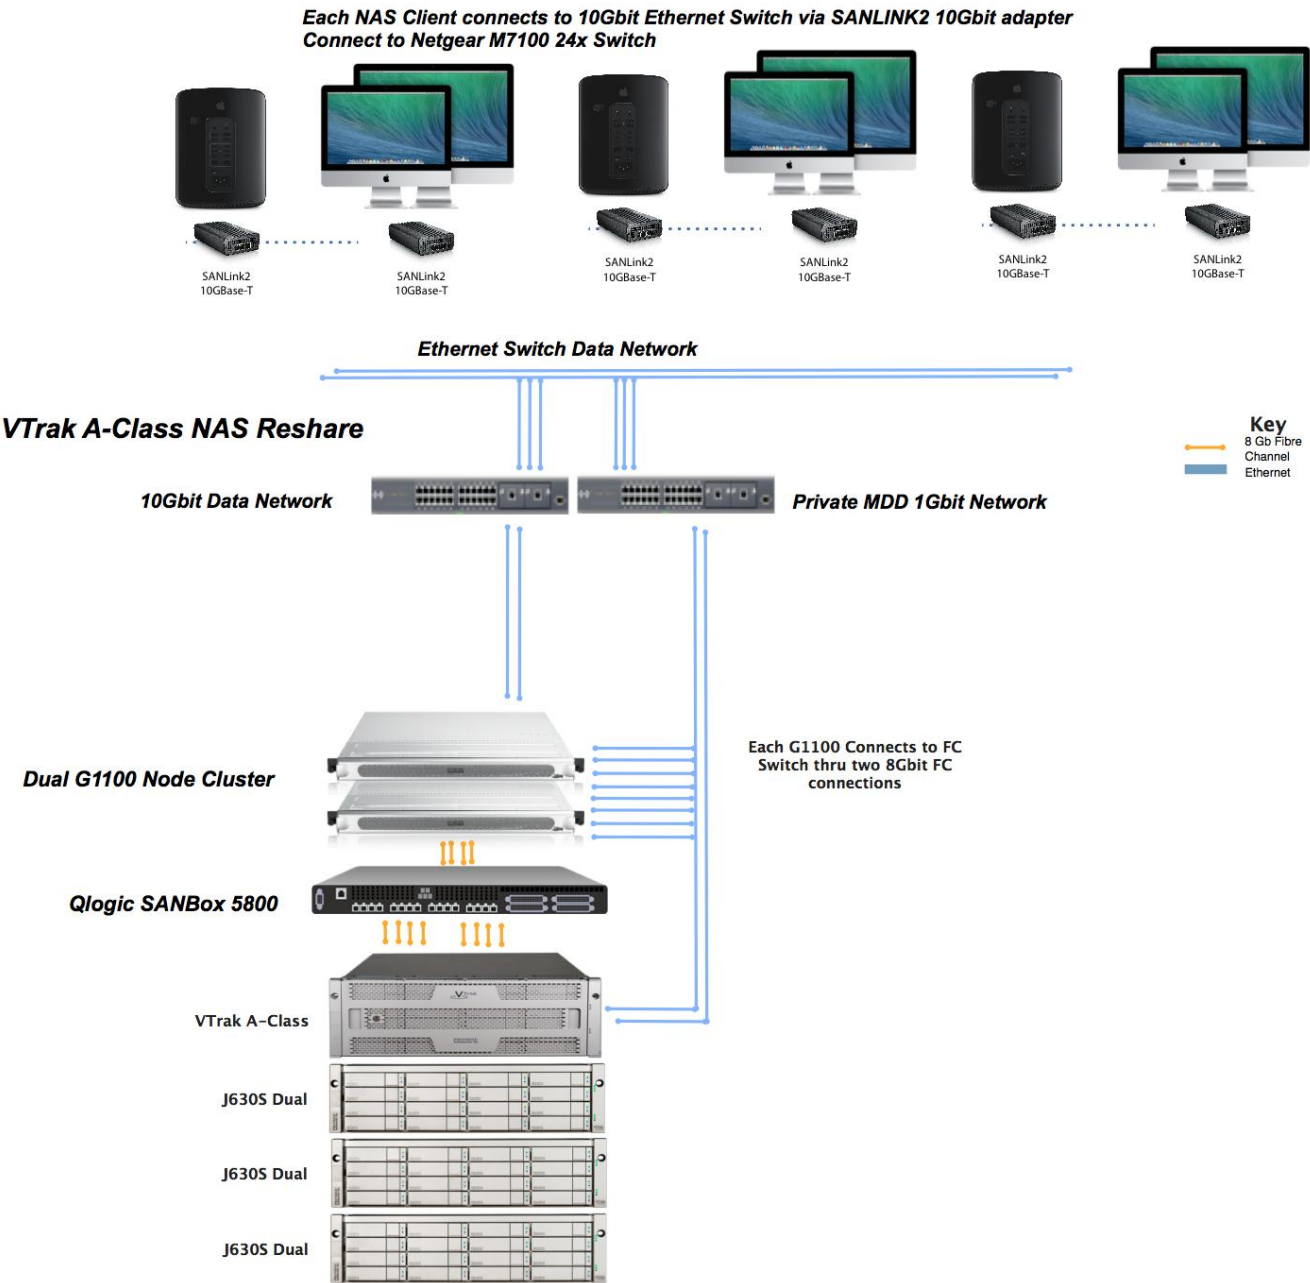 Each NAS Client connects to 10Gbit Ethernet Switch via SANLINK2 10Gbit adapter
Connect to Netgear M7100 24x Switch
SANLink2
10GBase-T
SANLink2
10GBase-T
SANLink2
10GBase-T
SANLink2
10GBase-T
SANLink2
10GBase-T
SANLink2
10GBase-T
Ethernet Switch Data Network
VTrak A-Class NAS Reshare
Key
8 Gb Fibre
Channel
Ethernet
10Gbit Data Network
Private MDD 1Gbit Network
Each G1100 Connects to FC
Switch thru two 8Gbit FC
connections
Dual G1100 Node Cluster
Qlogic SANBox 5800
VTrak A-Class
J630S Dual
J630S Dual
J630S Dual